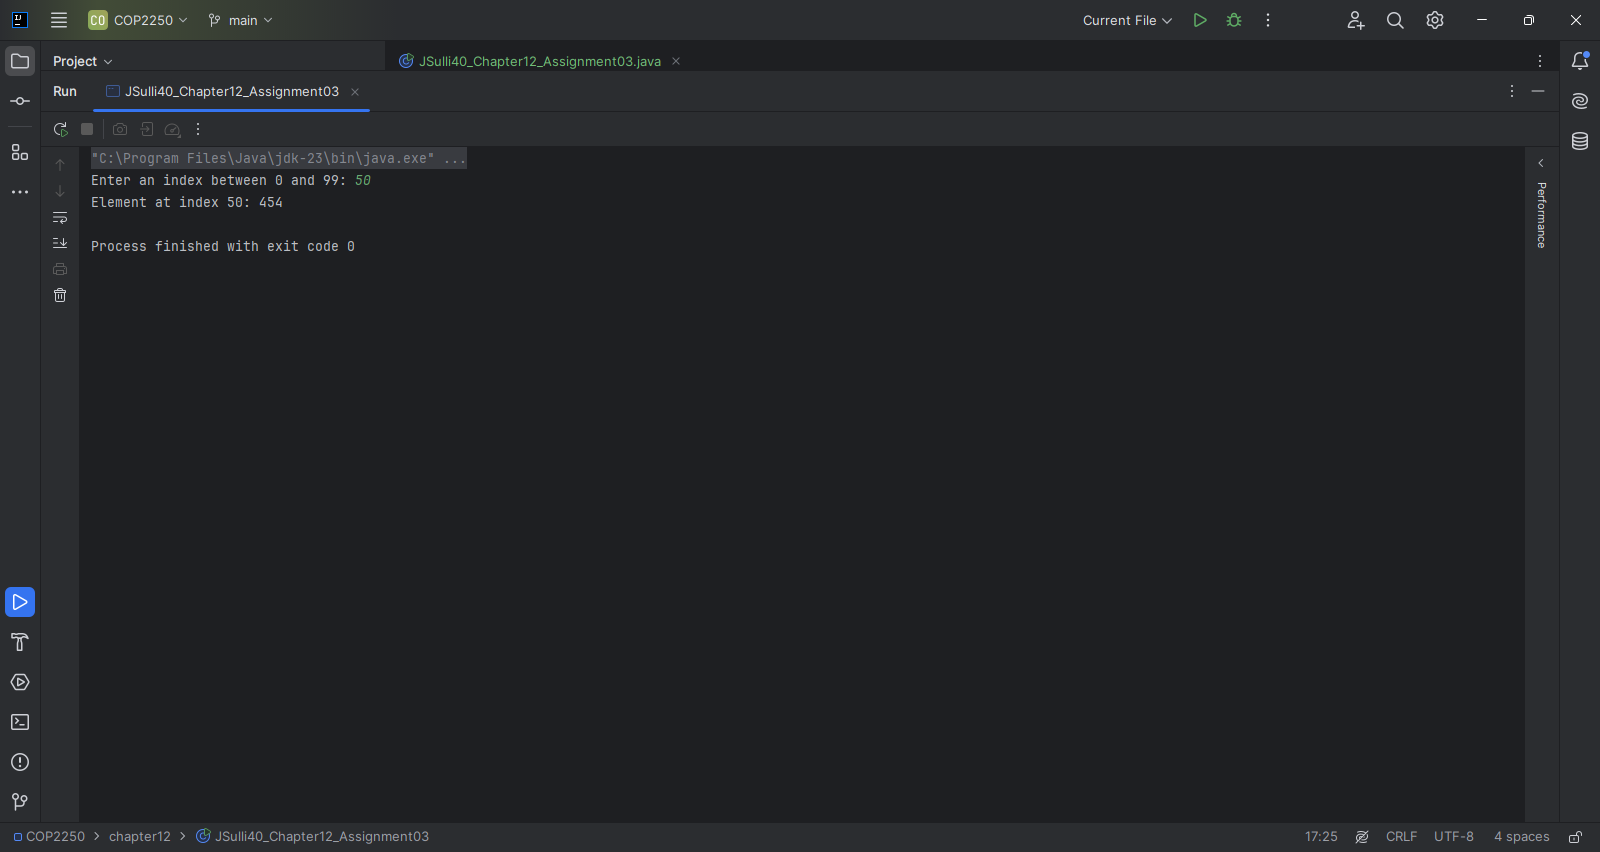 CO COP2250 main Current File
Project JSulli40_Chapter12_Assignment03.java
Run JSulli40_Chapter12_Assignment03
"C:\Program Files\Java\jdk-23\bin\java.exe" ...
Enter an index between 0 and 99: 50
Element at index 50: 454
Process finished with exit code 0
Performance
COP2250 > chapter12 > JSulli40_Chapter12_Assignment03 17:25 CRLF UTF-8 4 spaces